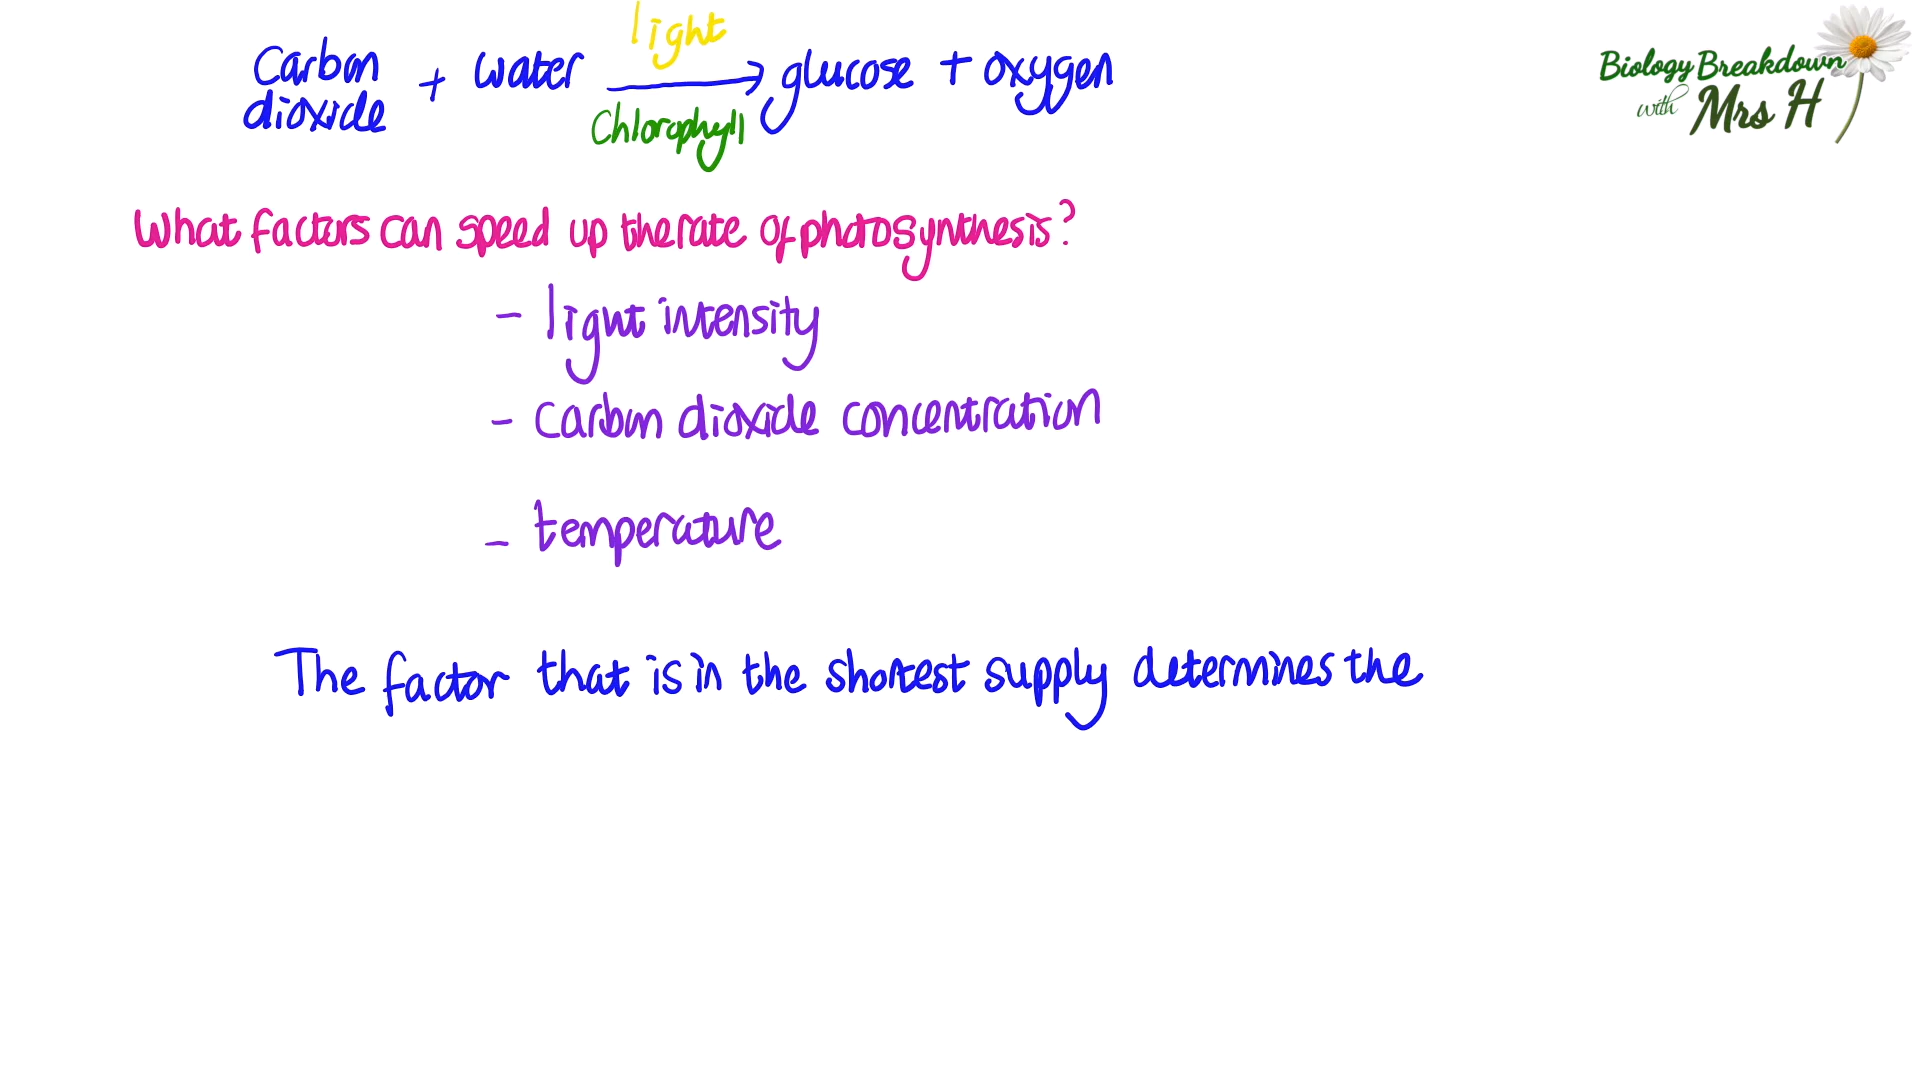 light
Carbon dioxide + water → glucose + oxygen
Chlorophyll
Biology Breakdown
with Mrs H
What factors can speed up the rate of photosynthesis?
- light intensity
- carbon dioxide concentration
- temperature
The factor that is in the shortest supply determines the